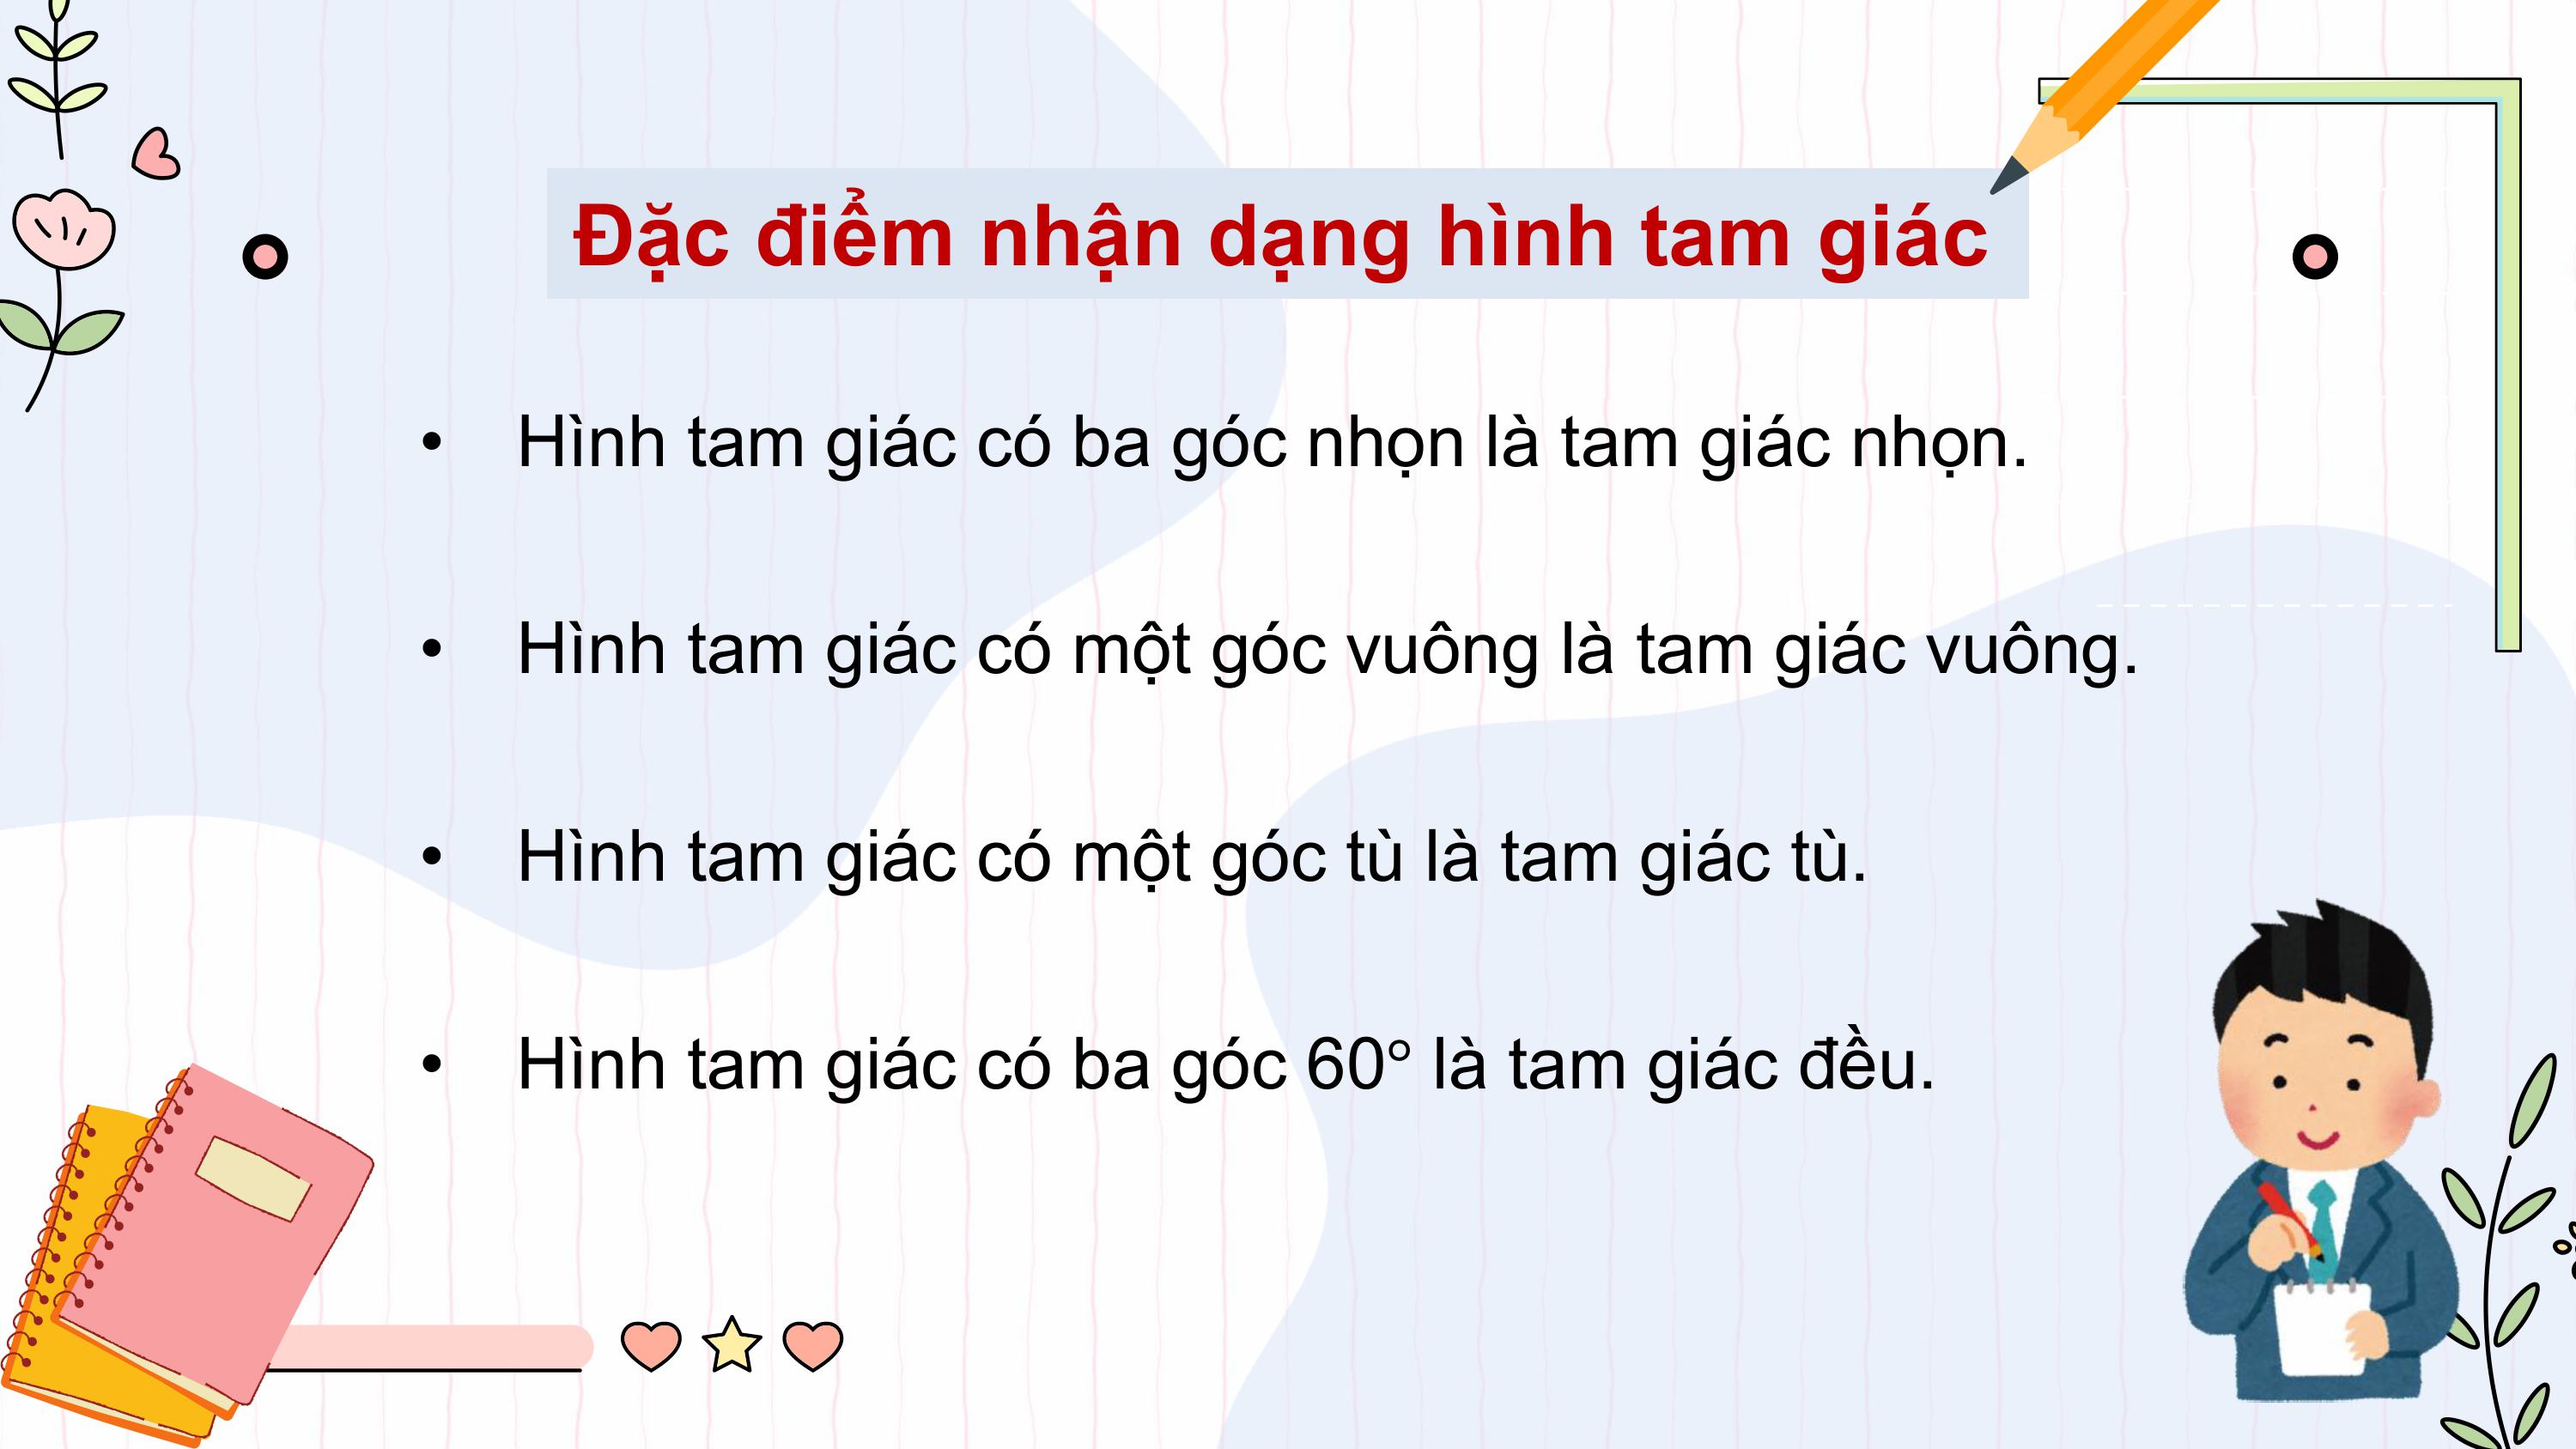 Đặc điểm nhận dạng hình tam giác
• Hình tam giác có ba góc nhọn là tam giác nhọn.
• Hình tam giác có một góc vuông là tam giác vuông.
• Hình tam giác có một góc tù là tam giác tù.
• Hình tam giác có ba góc 60° là tam giác đều.